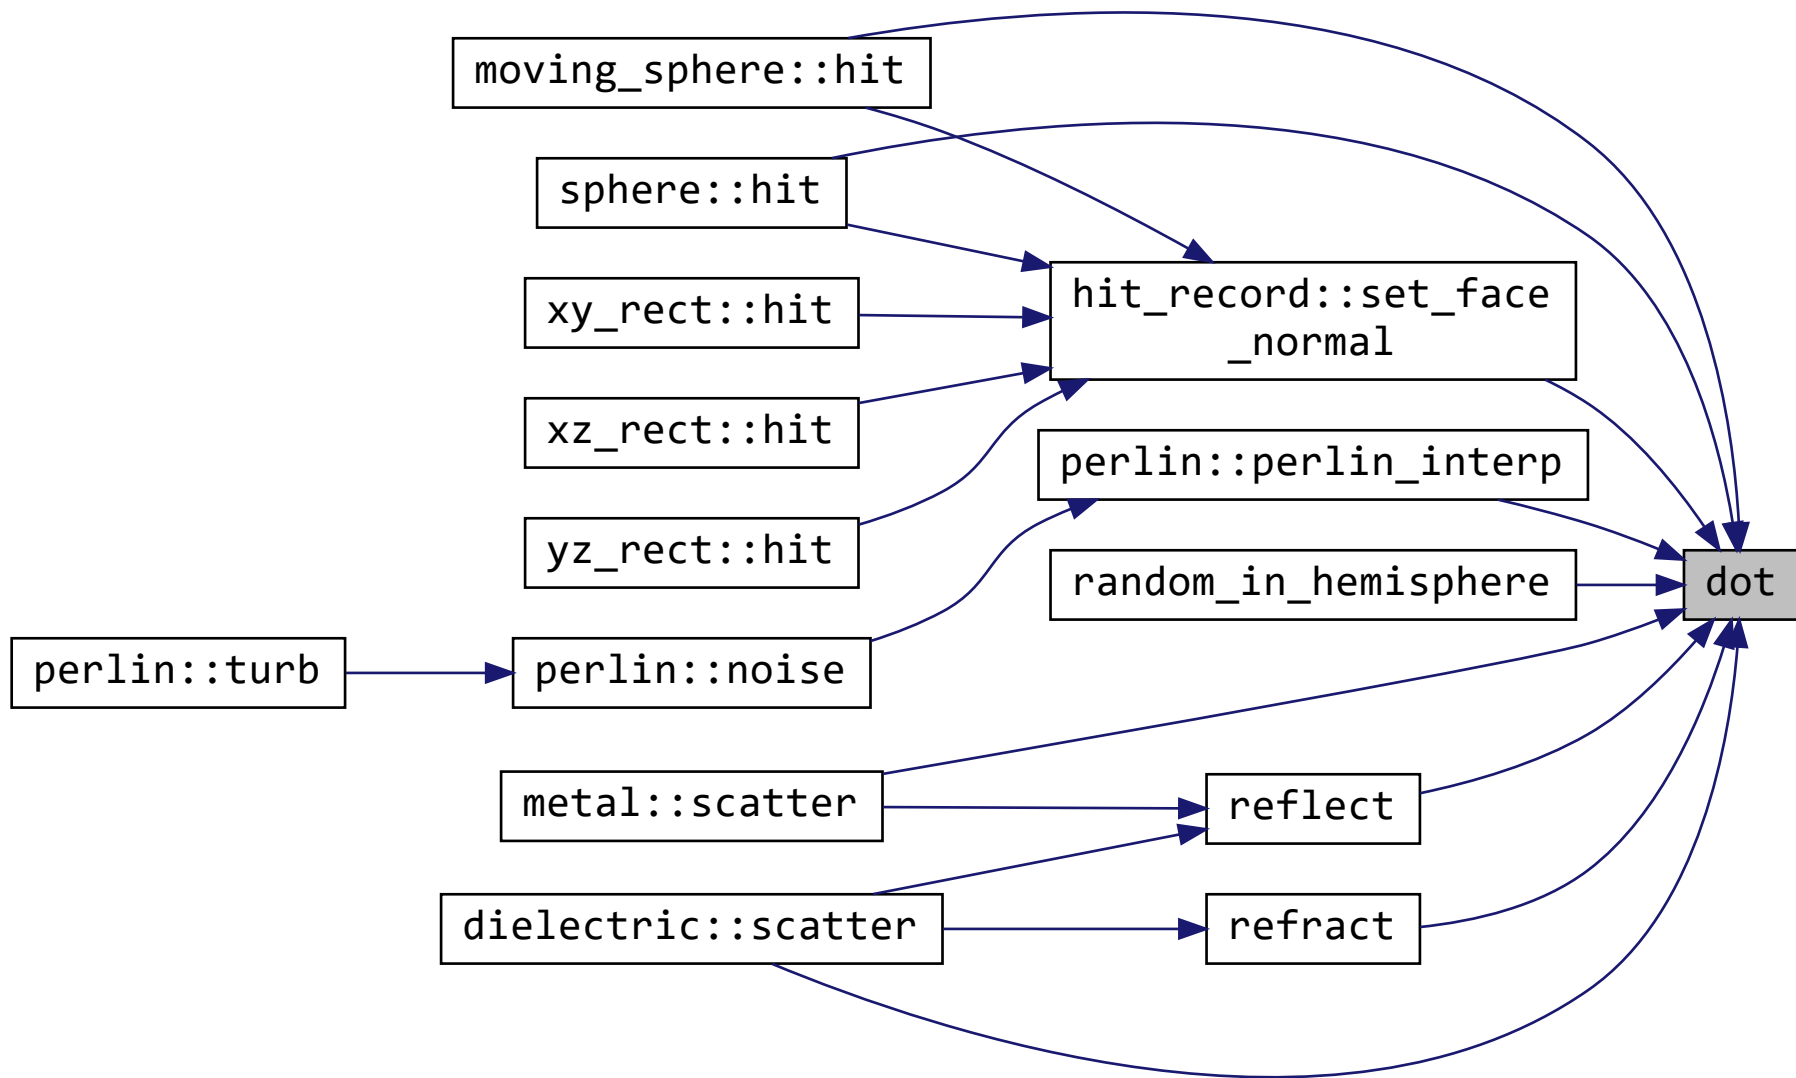 moving_sphere::hit
sphere::hit
hit_record::set_face
_normal
xy_rect::hit
xz_rect::hit
perlin::perlin_interp
yz_rect::hit
random_in_hemisphere
dot
perlin::turb
perlin::noise
metal::scatter
reflect
dielectric::scatter
refract